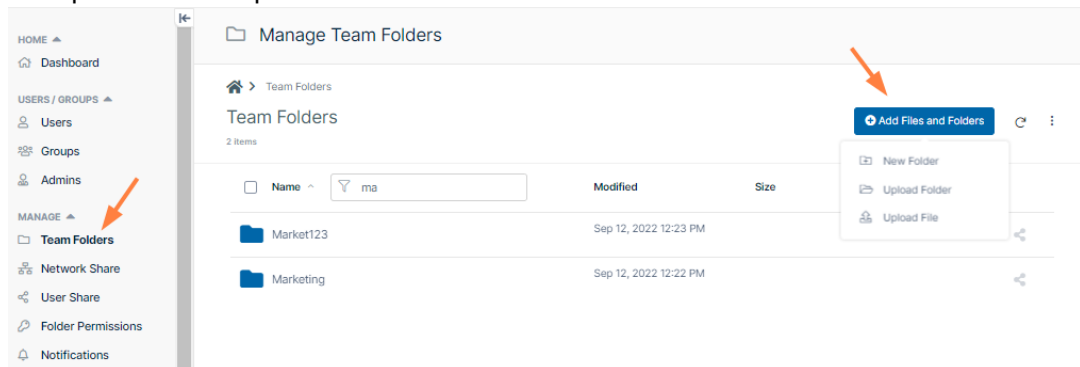 HOME
Dashboard
USERS / GROUPS
Users
Groups
Admins
MANAGE
Team Folders
Network Share
User Share
Folder Permissions
Notifications
Manage Team Folders
Team Folders
Team Folders
2 items
Add Files and Folders
New Folder
Upload Folder
Upload File
Name ma Modified Size
Market123 Sep 12, 2022 12:23 PM
Marketing Sep 12, 2022 12:22 PM